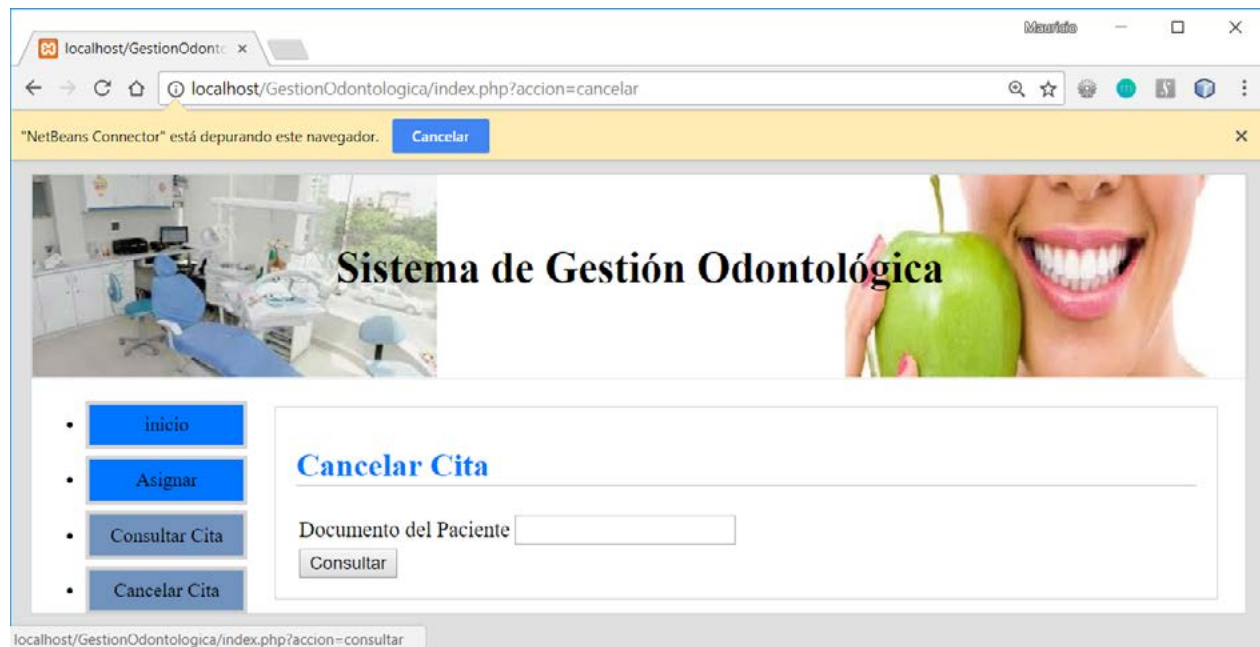 Mauricio
localhost/GestionOdonto
localhost/GestionOdontologica/index.php?accion=cancelar
"NetBeans Connector" está depurando este navegador. Cancelar
Sistema de Gestión Odontológica
inicio
Asignar
Consultar Cita
Cancelar Cita
Cancelar Cita
Documento del Paciente
Consultar
localhost/GestionOdontologica/index.php?accion=consultar